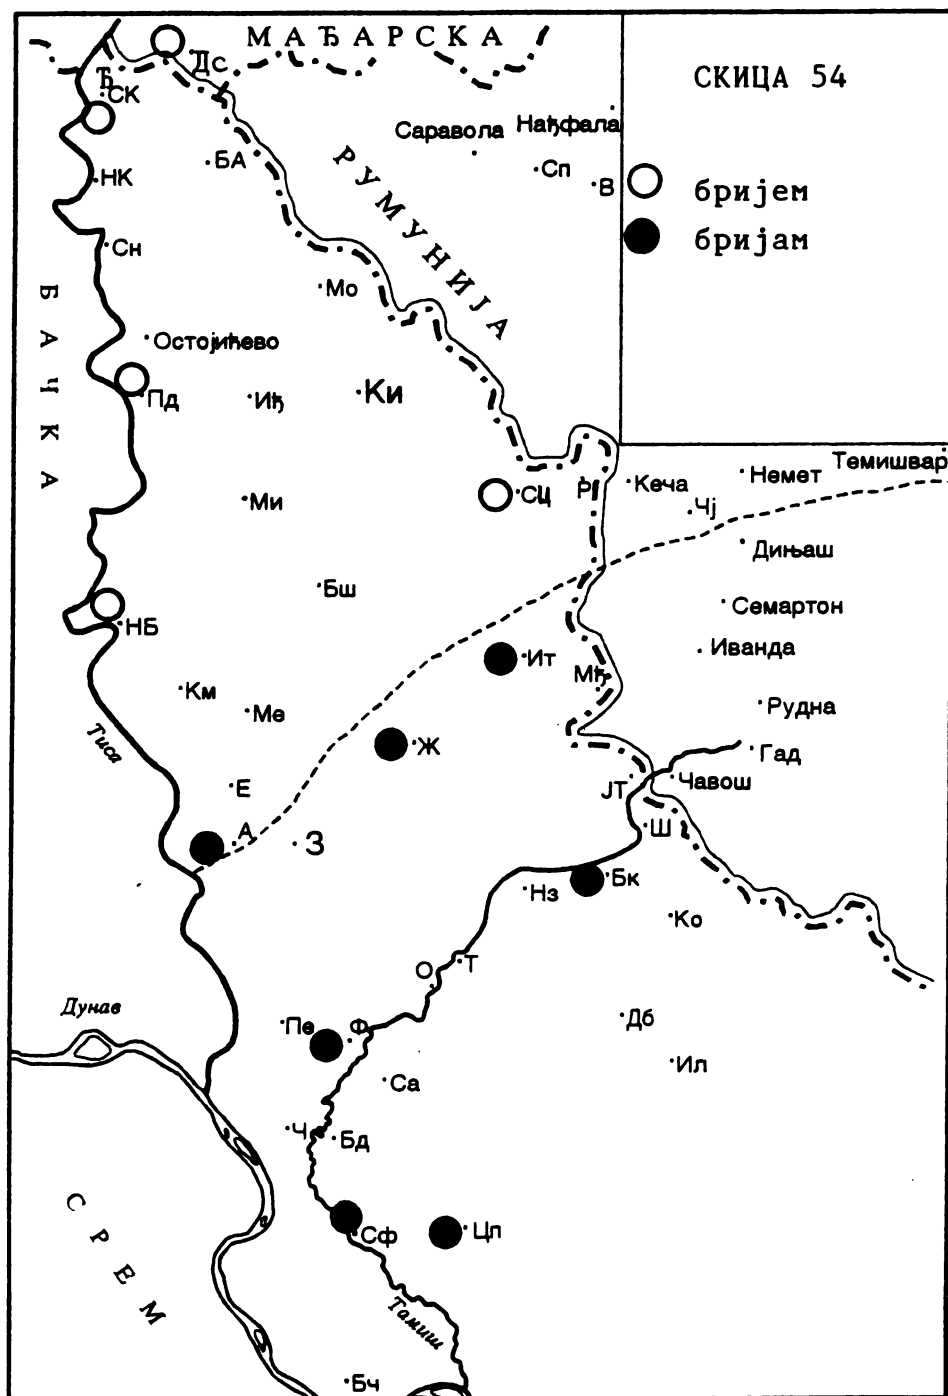 МАЂАРСКА
СКИЦА 54
Дс
Ђ
СК
Саравола
Нађфала
БА
Сп
НК
В
бријем
бријам
РУМУНИЈА
Сн
БАЧКА
Мо
Остојићево
Пд
Иђ
Ки
Темишвар
Немет
Кеча
Р
СЦ
Ми
Чј
Дињаш
Бш
Семартон
НБ
Иванда
Ит
Мђ
Км
Ме
Рудна
Тиса
Ж
Гад
Чавош
ЈТ
Е
А
З
Ш
Бк
Нз
Ко
Т
О
Дунав
Пе
Ф
Дб
Ил
Са
Ч
Бд
СРЕМ
Сф
Цл
Тамиш
Бч